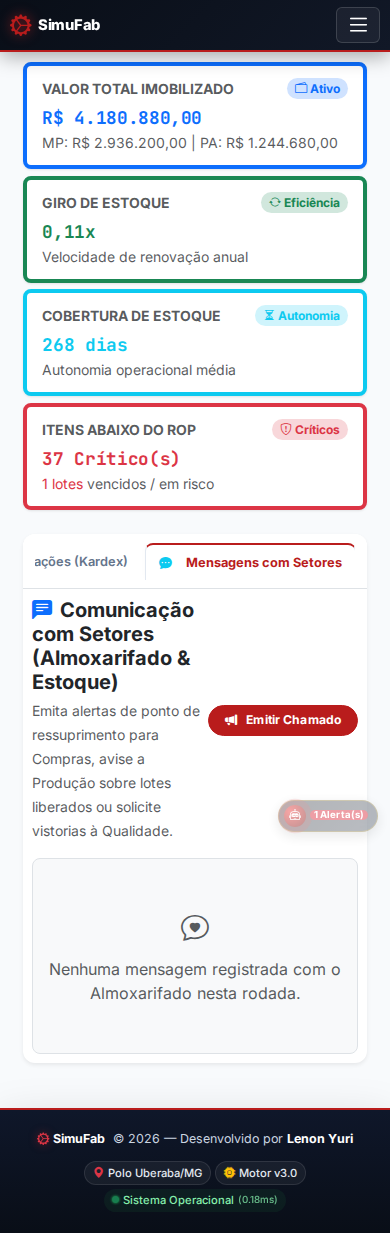 SimuFab
VALOR TOTAL IMOBILIZADO
Ativo
R$ 4.180.880,00
MP: R$ 2.936.200,00 | PA: R$ 1.244.680,00
GIRO DE ESTOQUE
Eficiência
0,11x
Velocidade de renovação anual
COBERTURA DE ESTOQUE
Autonomia
268 dias
Autonomia operacional média
ITENS ABAIXO DO ROP
Críticos
37 Crítico(s)
1 lotes vencidos / em risco
ações (Kardex)
Mensagens com Setores
Comunicação
com Setores
(Almoxarifado &
Estoque)
Emita alertas de ponto de
ressuprimento para
Compras, avise a
Produção sobre lotes
liberados ou solicite
vistorias à Qualidade.
Emitir Chamado
1 Alerta(s)
Nenhuma mensagem registrada com o
Almoxarifado nesta rodada.
SimuFab © 2026 — Desenvolvido por Lenon Yuri
Polo Uberaba/MG
Motor v3.0
Sistema Operacional (0.18ms)